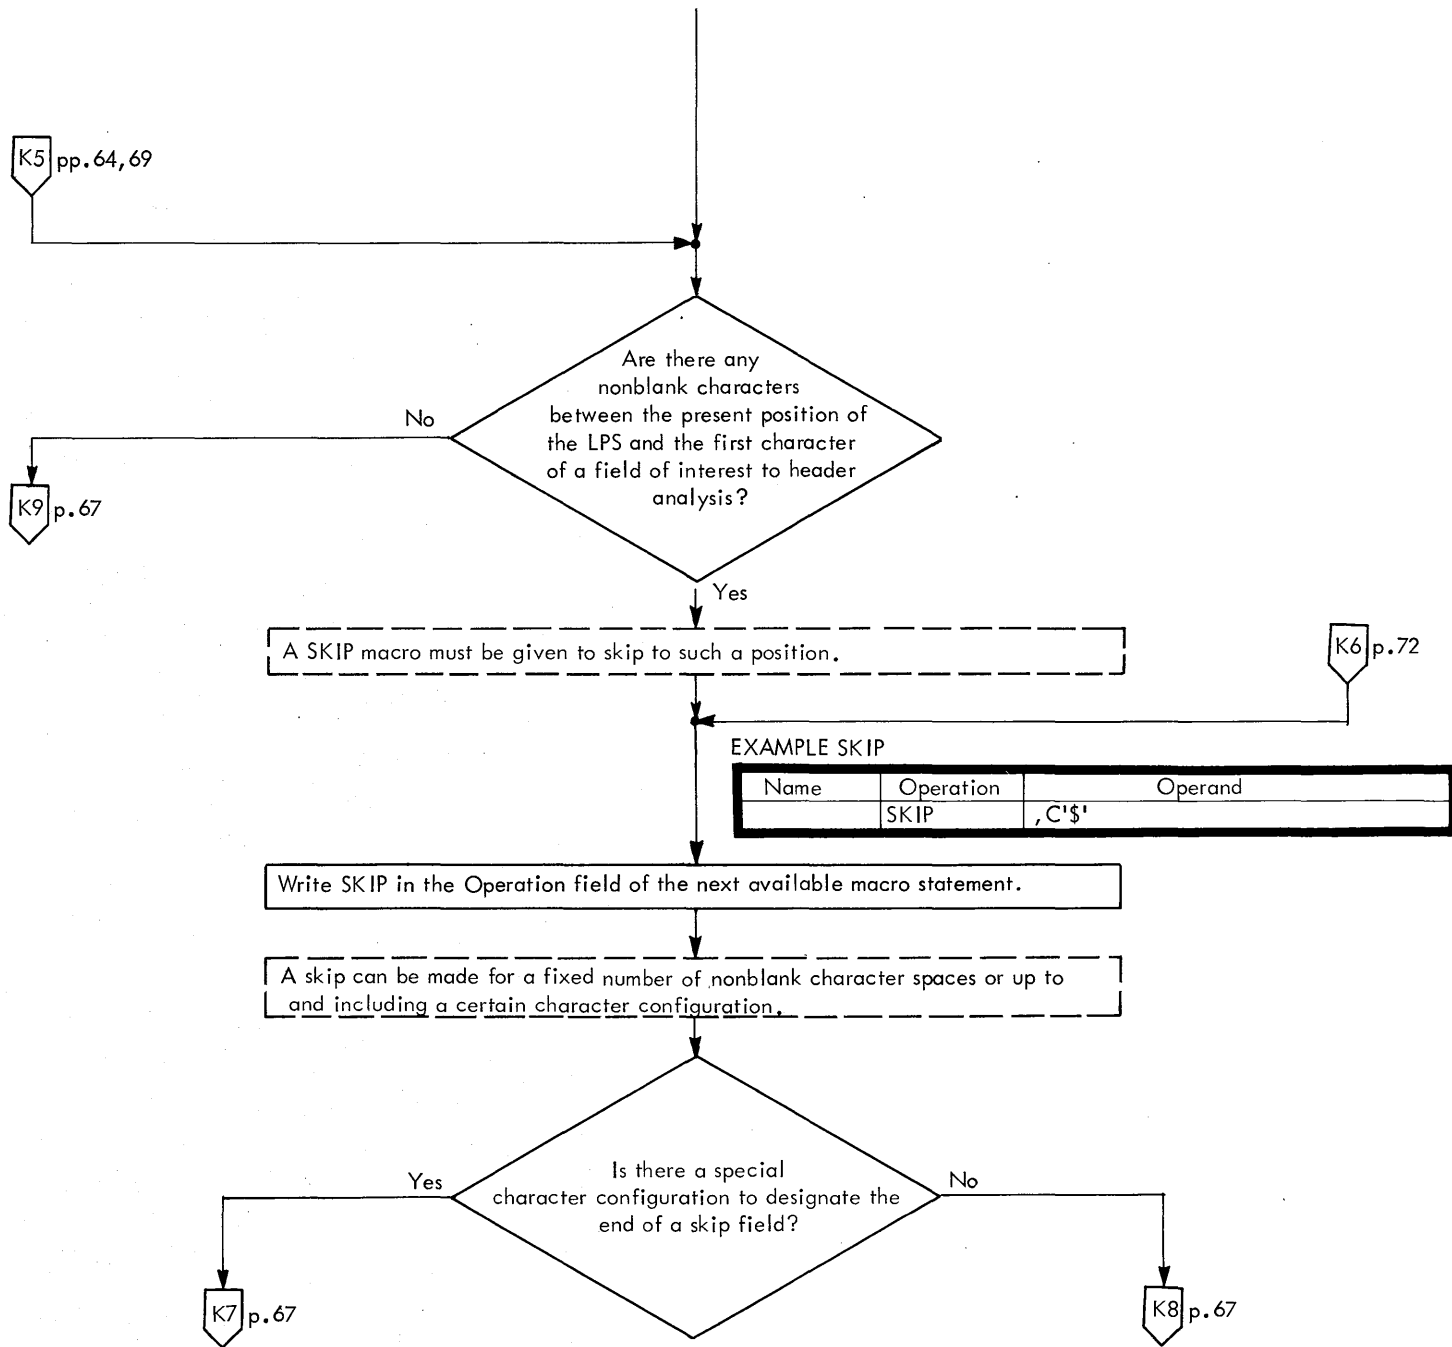 K5 pp.64,69
Are there any
nonblank characters
between the present position of
the LPS and the first character
of a field of interest to header
analysis?
No
K9 p.67
Yes
A SKIP macro must be given to skip to such a position.
K6 p.72
EXAMPLE SKIP
Name Operation Operand
SKIP ,C'$'
Write SKIP in the Operation field of the next available macro statement.
A skip can be made for a fixed number of nonblank character spaces or up to
and including a certain character configuration.
Is there a special
character configuration to designate the
end of a skip field?
Yes
No
K7 p.67
K8 p.67